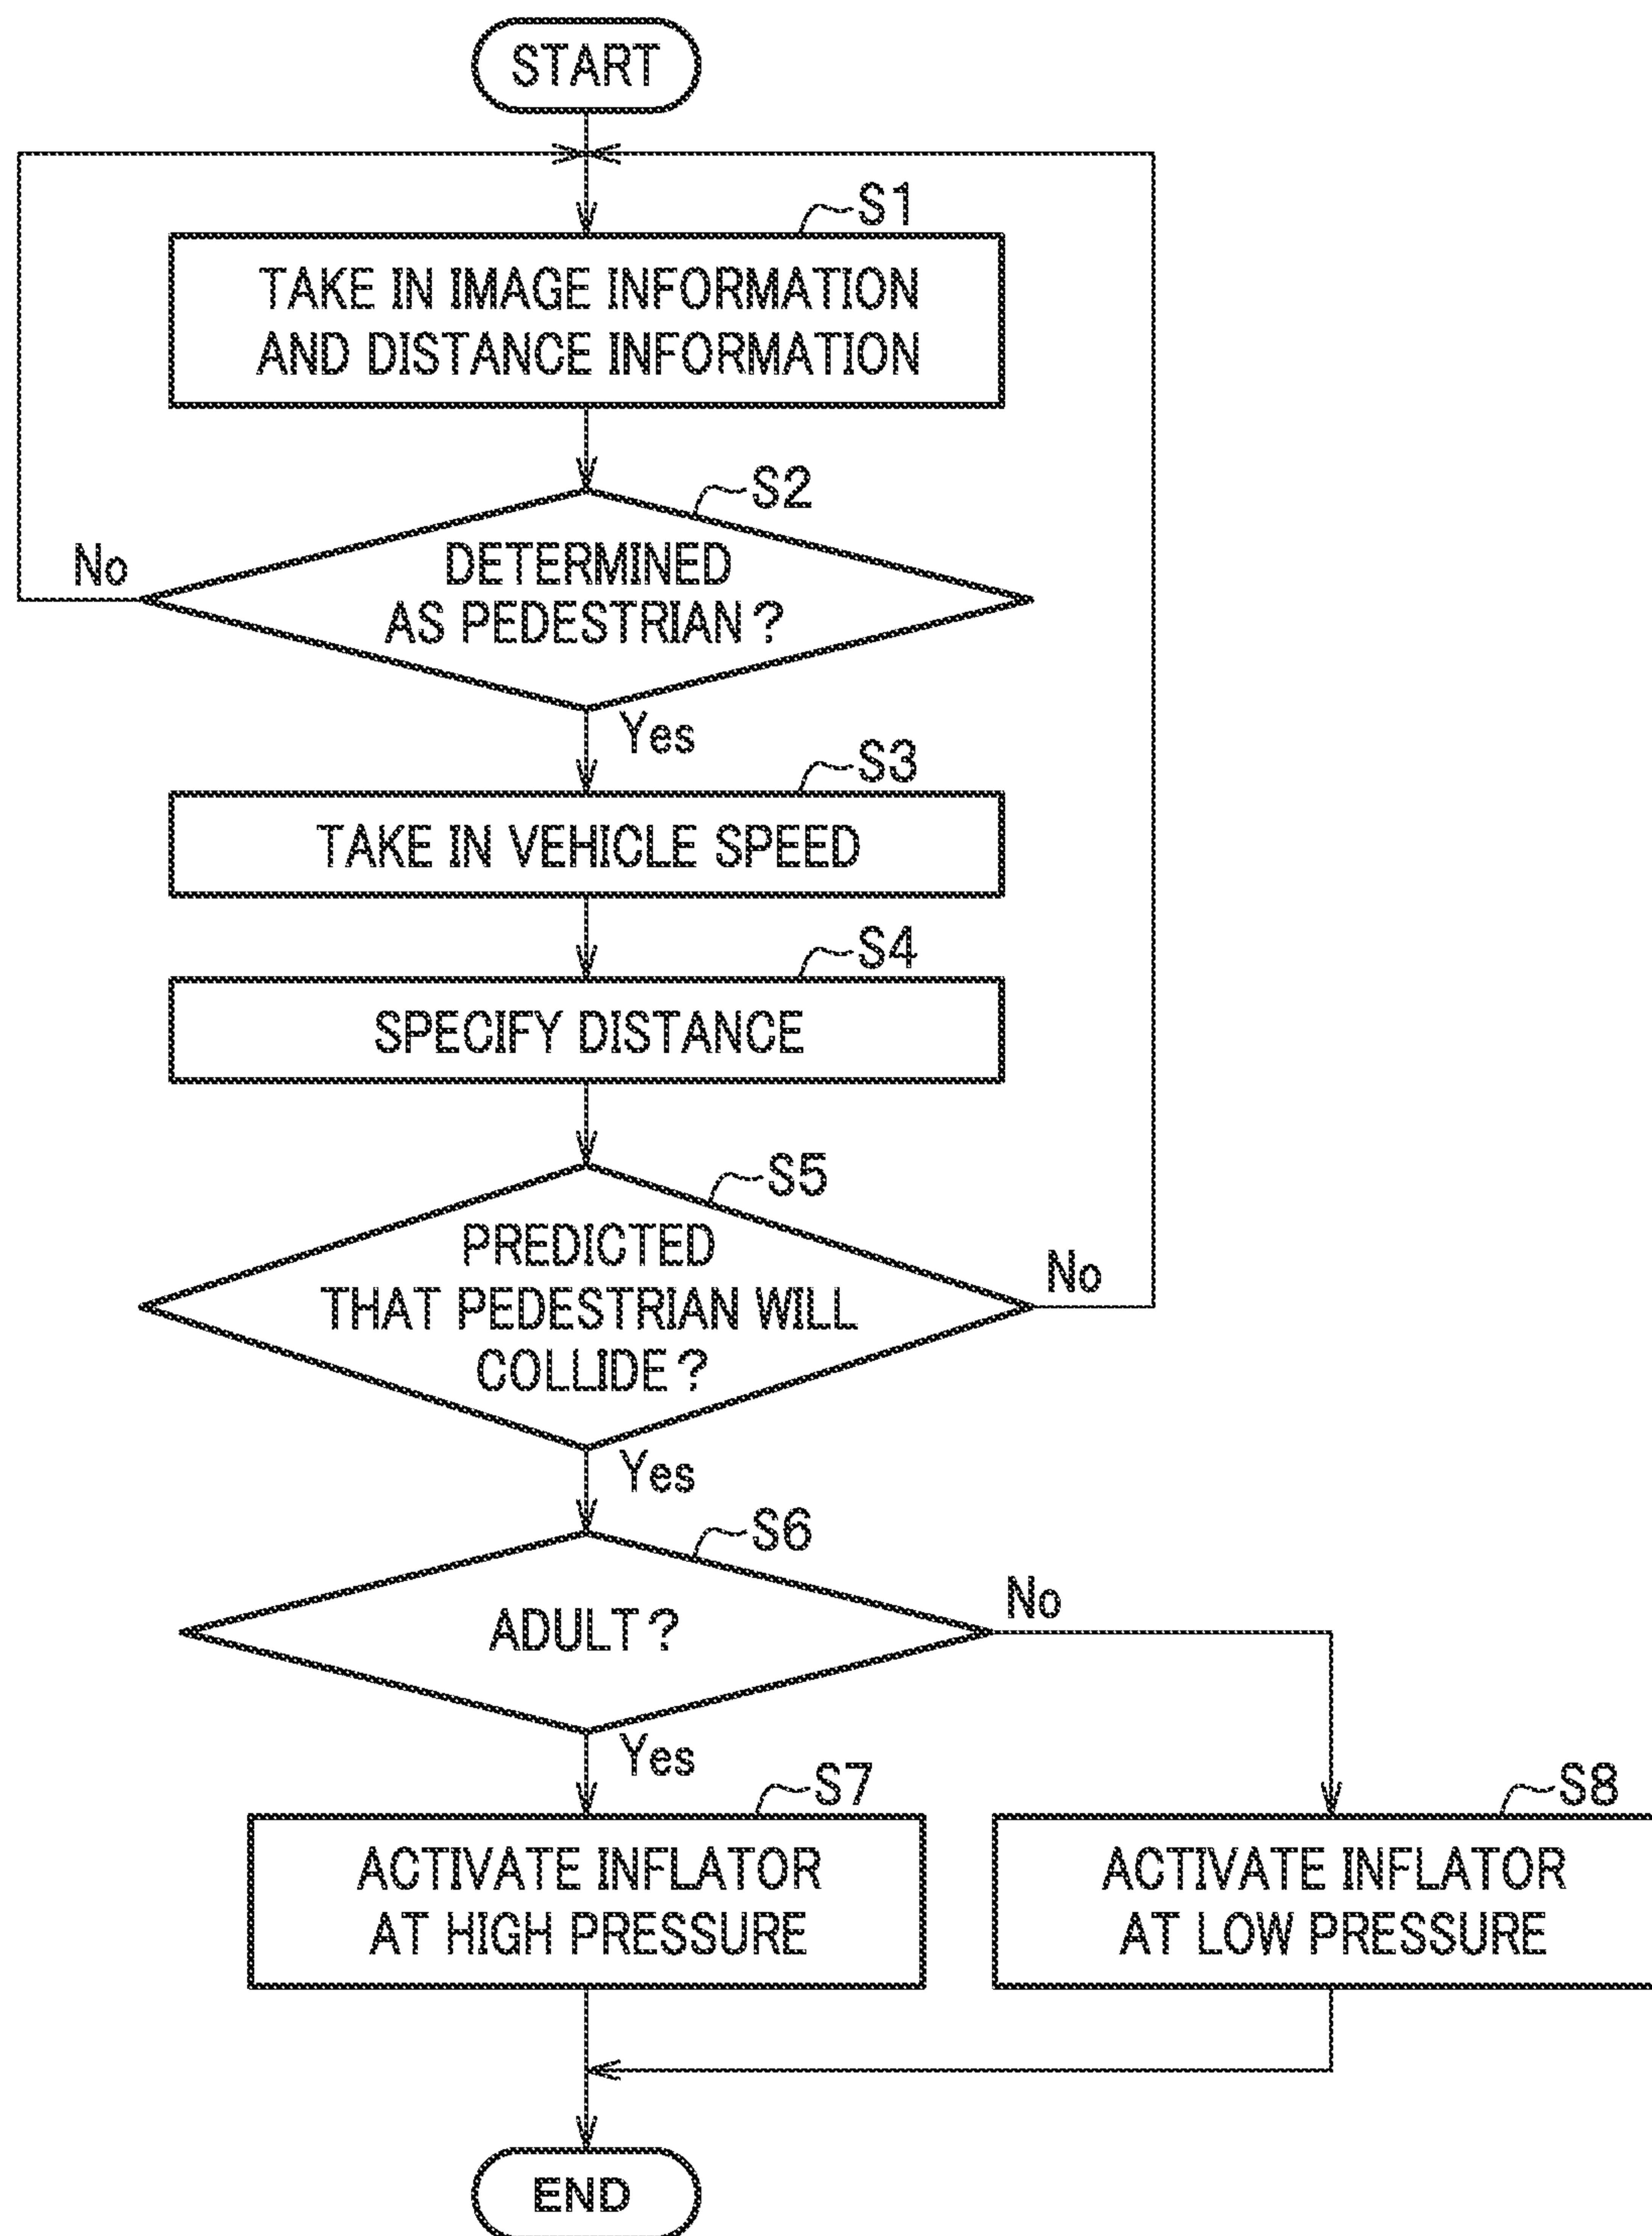 START
S1
TAKE IN IMAGE INFORMATION
AND DISTANCE INFORMATION
S2
No
DETERMINED
AS PEDESTRIAN?
Yes
S3
TAKE IN VEHICLE SPEED
S4
SPECIFY DISTANCE
S5
PREDICTED
THAT PEDESTRIAN WILL
COLLIDE?
No
Yes
S6
ADULT?
No
Yes
S7
ACTIVATE INFLATOR
AT HIGH PRESSURE
S8
ACTIVATE INFLATOR
AT LOW PRESSURE
END